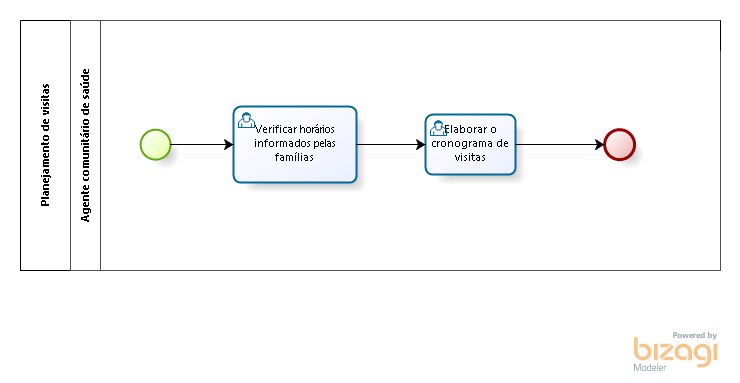 Planejamento de visitas
Agente comunitário de saúde
Verificar horários
informados pelas
famílias
Elaborar o
cronograma de
visitas
Powered by
bizagi
Modeler